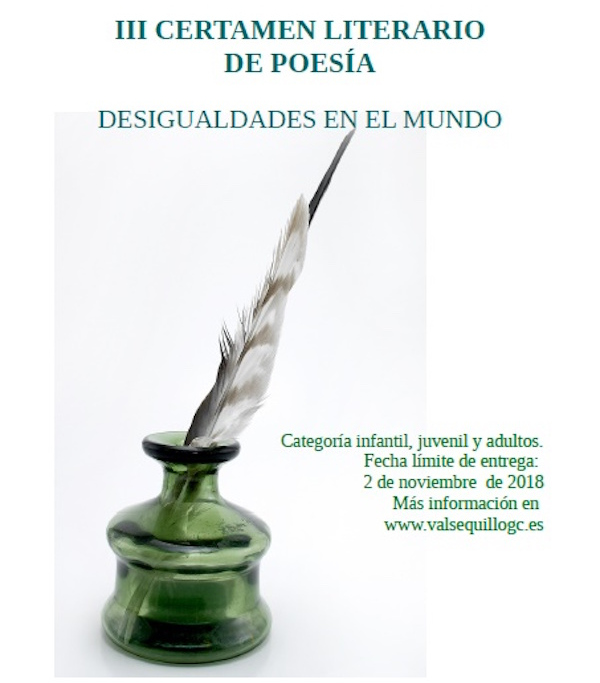 III CERTAMEN LITERARIO
DE POESÍA
DESIGUALDADES EN EL MUNDO
Categoría infantil, juvenil y adultos.
Fecha límite de entrega:
2 de noviembre de 2018
Más información en
www.valsequillogc.es